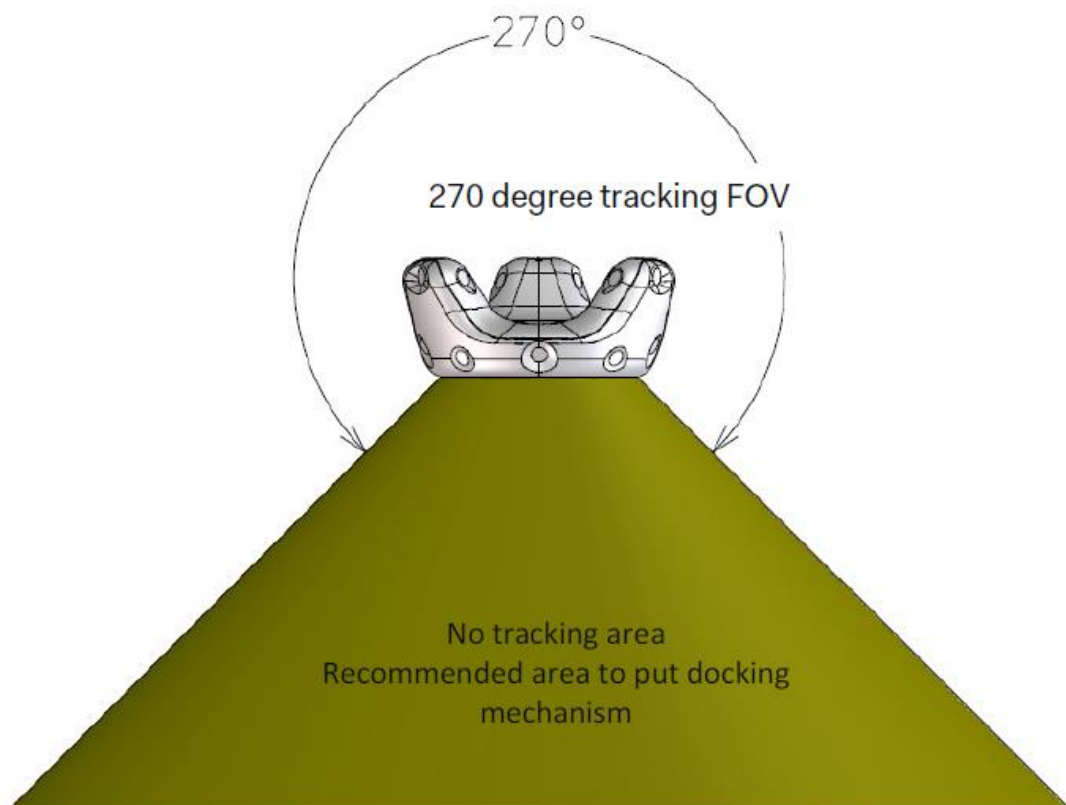 270°
270 degree tracking FOV
No tracking area
Recommended area to put docking
mechanism